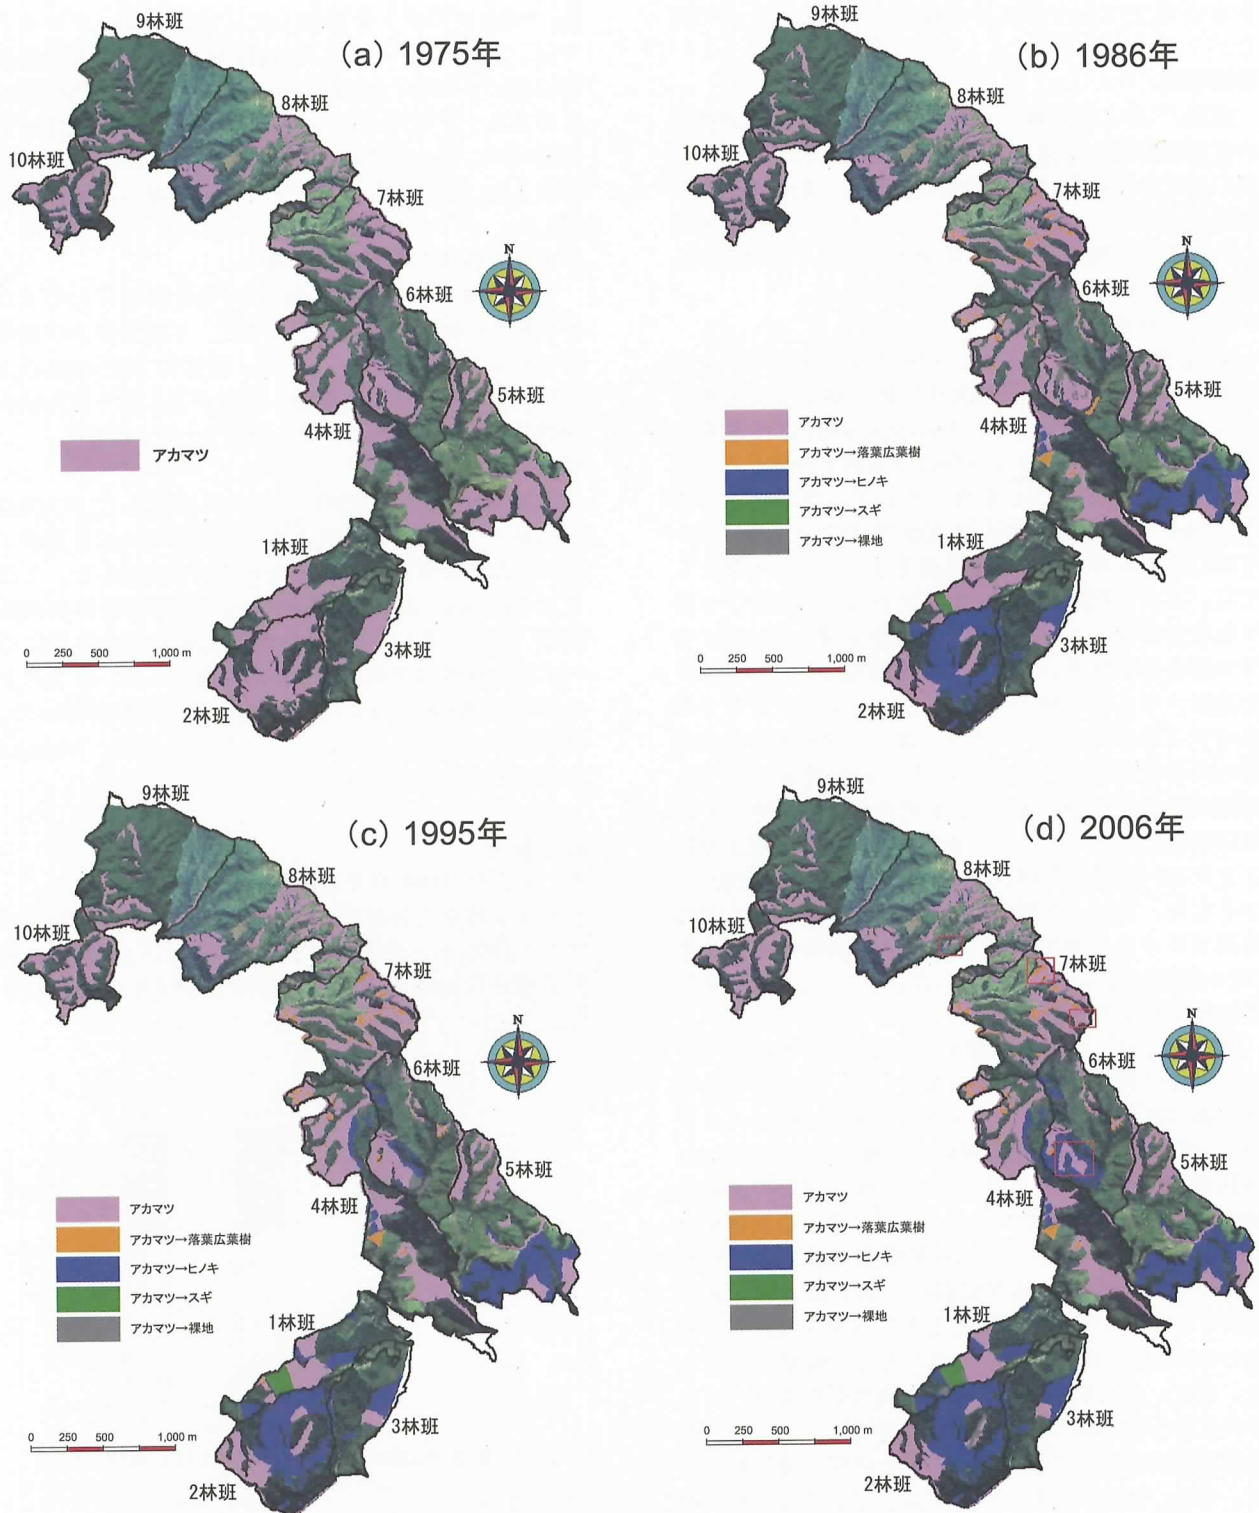 (a) 1975年
9林班
8林班
10林班
7林班
N
6林班
5林班
4林班
アカマツ
1林班
3林班
0 250 500 1,000 m
2林班
(b) 1986年
9林班
8林班
10林班
7林班
N
6林班
5林班
4林班
アカマツ
アカマツ→落葉広葉樹
アカマツ→ヒノキ
アカマツ→スギ
アカマツ→裸地
1林班
3林班
0 250 500 1,000 m
2林班
(c) 1995年
9林班
8林班
10林班
7林班
N
6林班
5林班
4林班
アカマツ
アカマツ→落葉広葉樹
アカマツ→ヒノキ
アカマツ→スギ
アカマツ→裸地
1林班
3林班
0 250 500 1,000 m
2林班
(d) 2006年
9林班
8林班
10林班
7林班
N
6林班
5林班
4林班
アカマツ
アカマツ→落葉広葉樹
アカマツ→ヒノキ
アカマツ→スギ
アカマツ→裸地
1林班
3林班
0 250 500 1,000 m
2林班